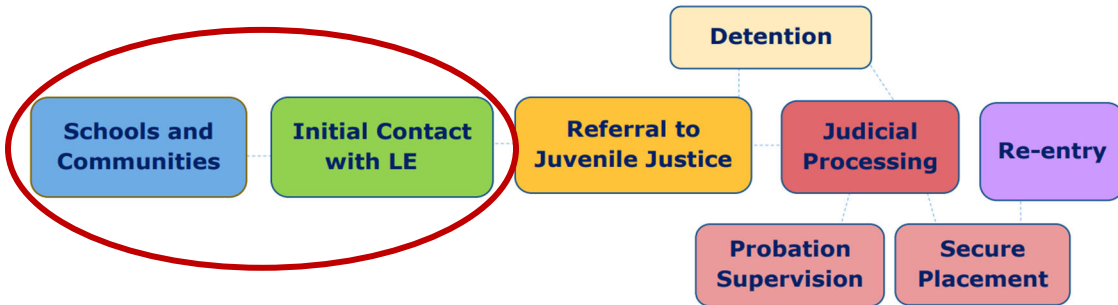 Detention
Schools and
Communities
Initial Contact
with LE
Referral to
Juvenile Justice
Judicial
Processing
Re-entry
Probation
Supervision
Secure
Placement